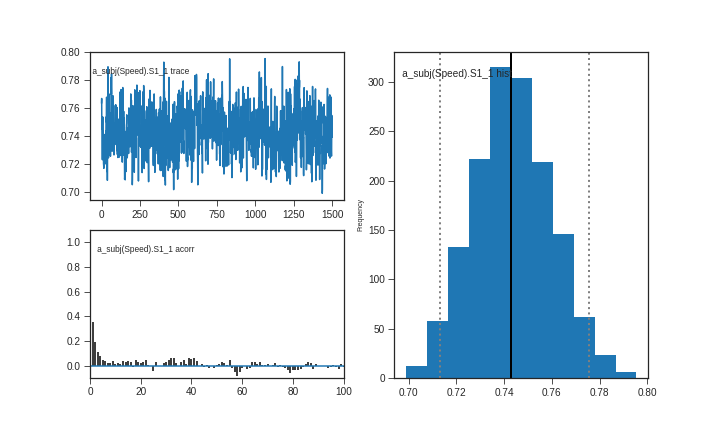 a_subj(Speed).S1_1 trace
0.80
0.78
0.76
0.74
0.72
0.70
0 250 500 750 1000 1250 1500
a_subj(Speed).S1_1 acorr
1.0
0.8
0.6
0.4
0.2
0.0
0 20 40 60 80 100
a_subj(Speed).S1_1 hist
Frequency
300
250
200
150
100
50
0
0.70 0.72 0.74 0.76 0.78 0.80